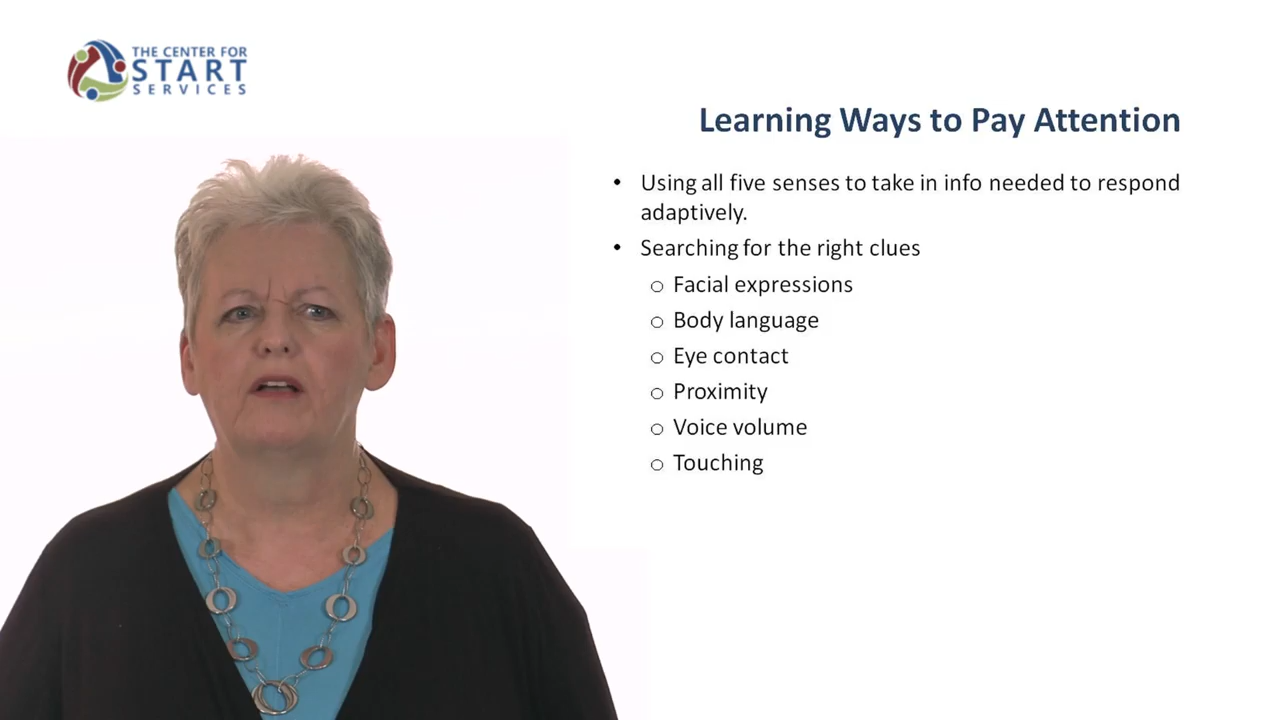 THE CENTER FOR
START
SERVICES
Learning Ways to Pay Attention
• Using all five senses to take in info needed to respond
adaptively.
• Searching for the right clues
o Facial expressions
o Body language
o Eye contact
o Proximity
o Voice volume
o Touching